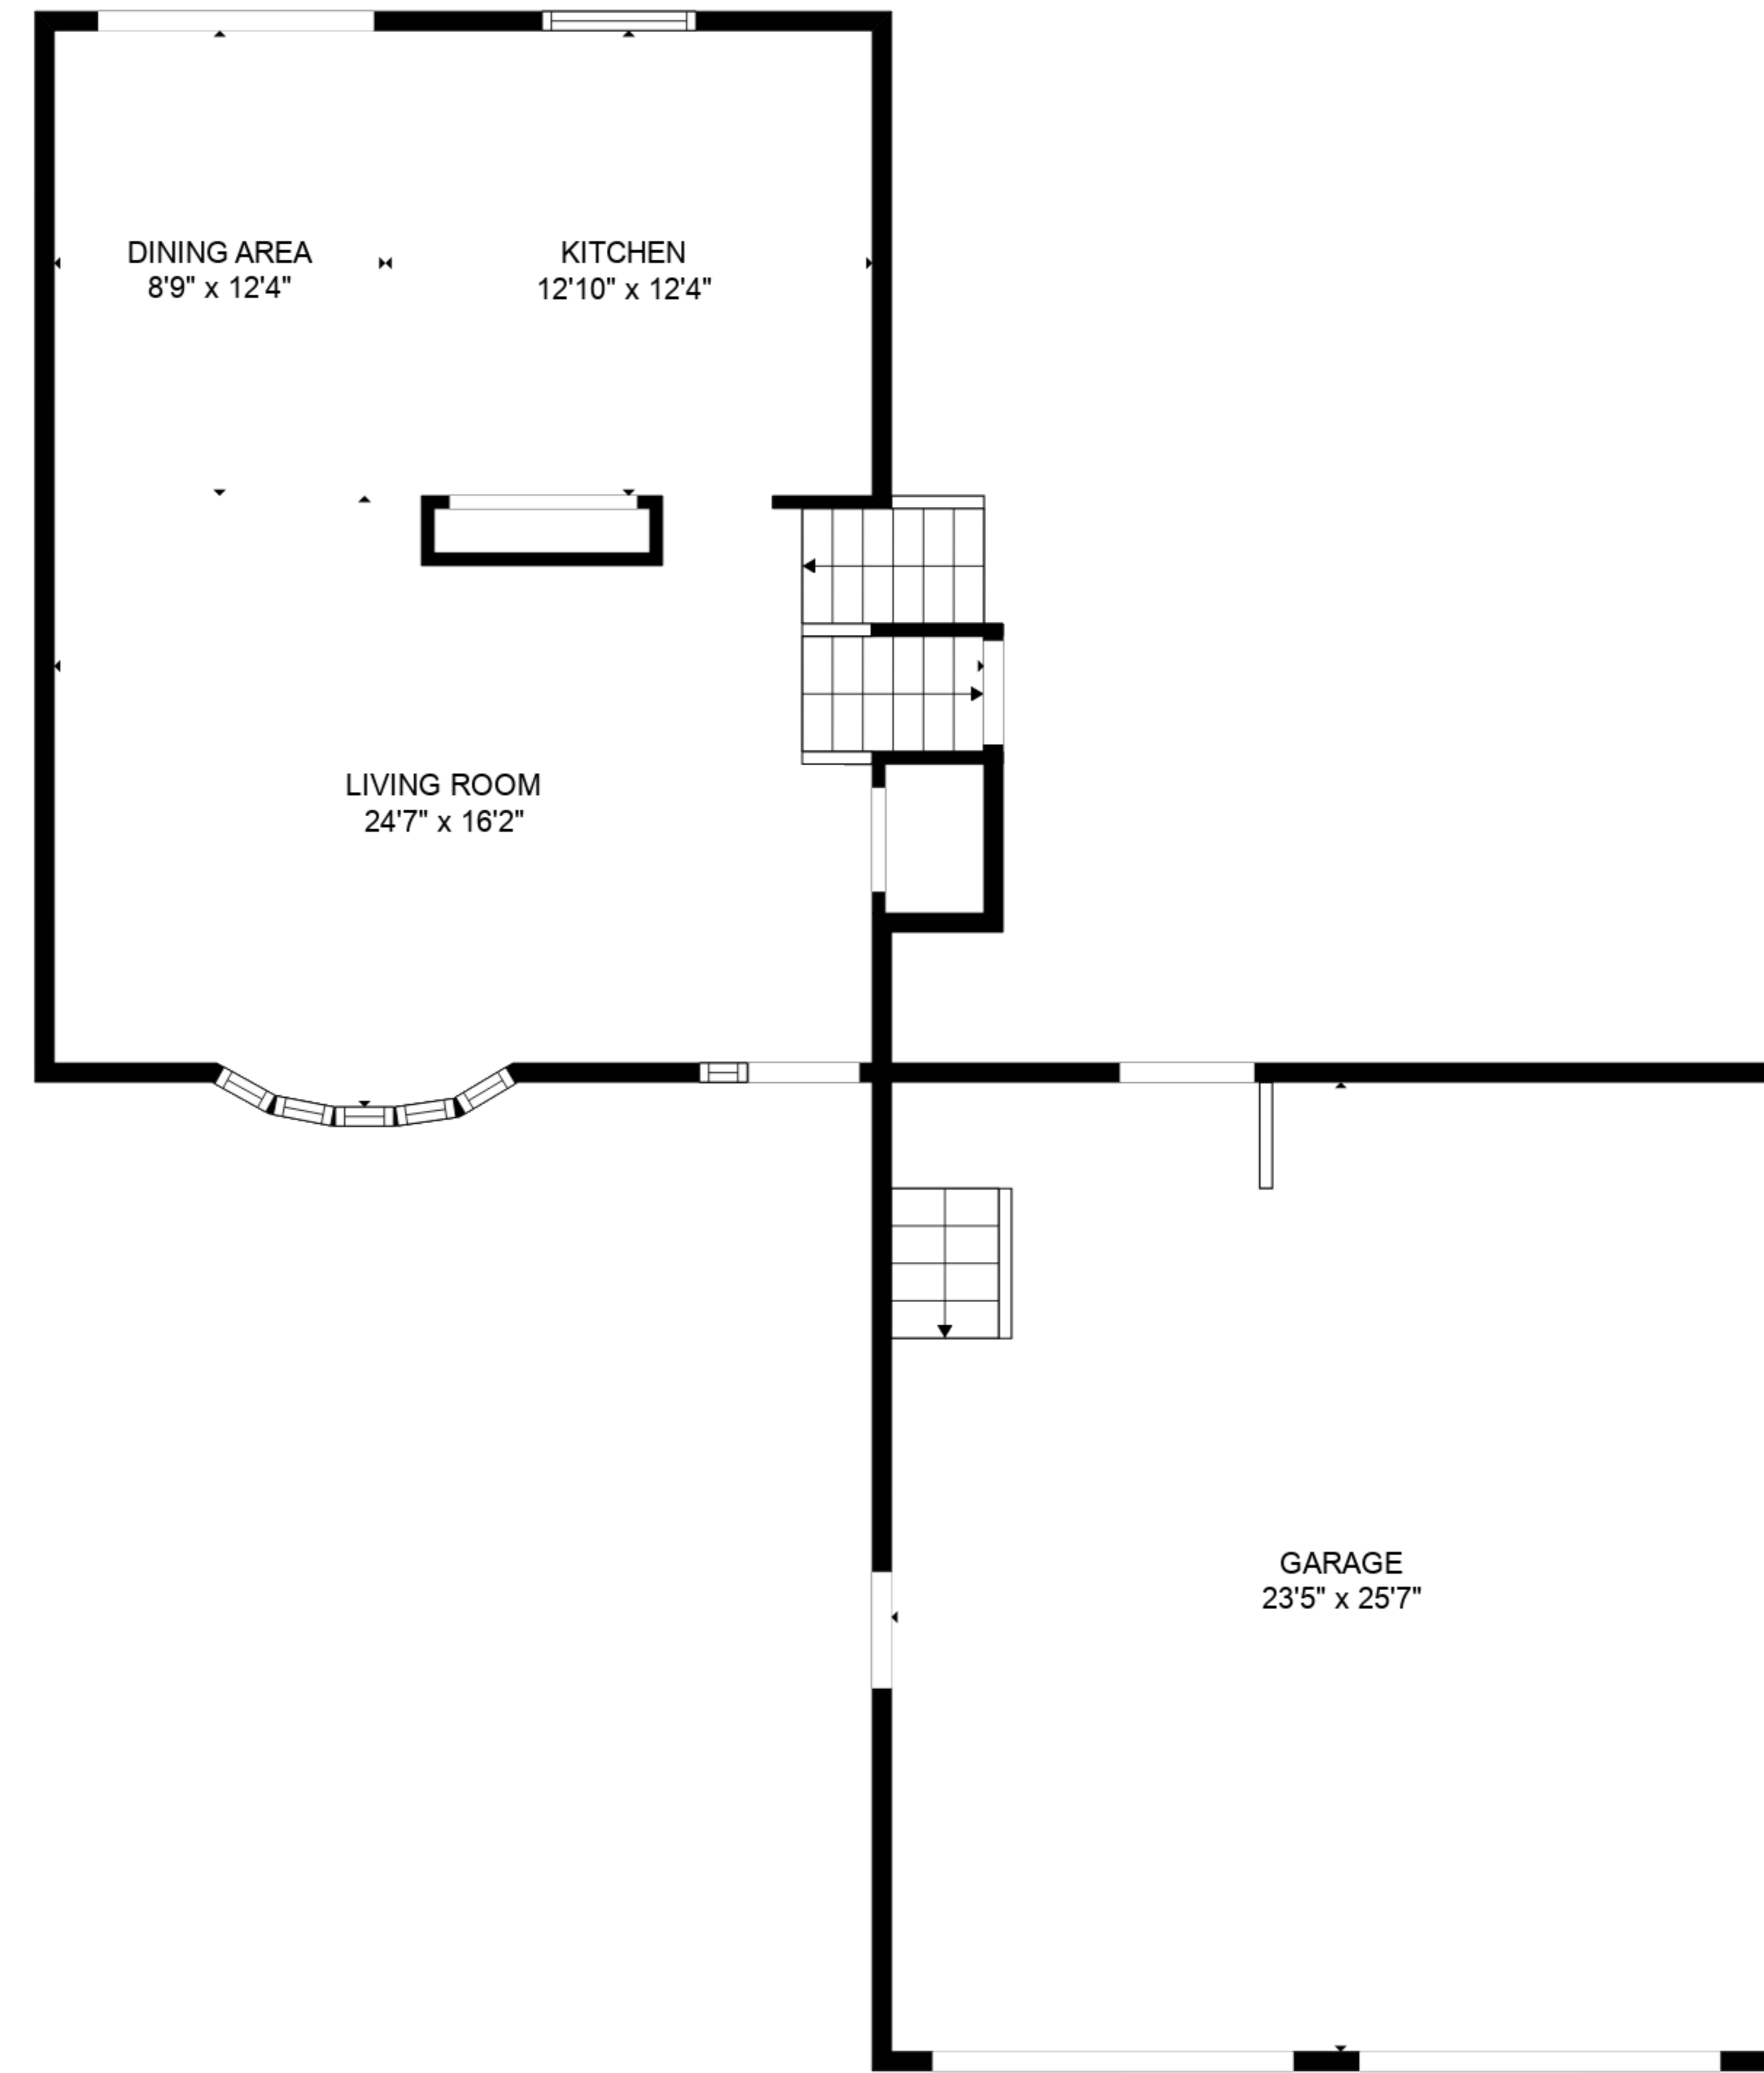 DINING AREA
8'9" x 12'4"
KITCHEN
12'10" x 12'4"
LIVING ROOM
24'7" x 16'2"
GARAGE
23'5" x 25'7"